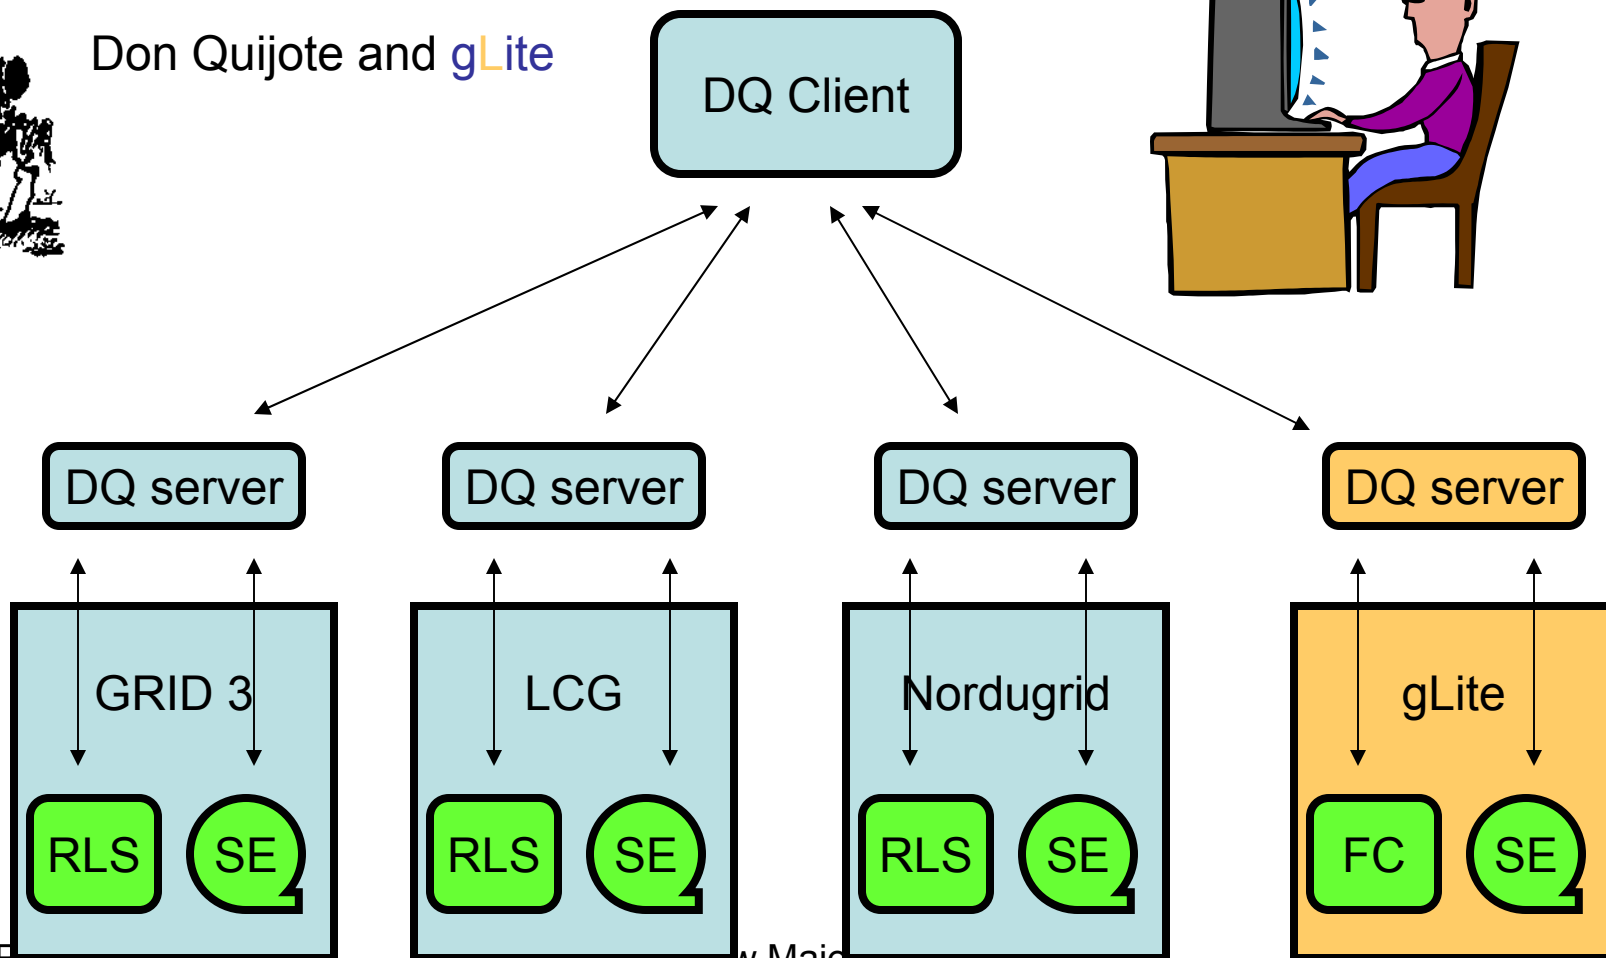 Don Quijote and gLite
DQ Client
DQ server
DQ server
DQ server
DQ server
GRID 3
LCG
Nordugrid
gLite
RLS
SE
RLS
SE
RLS
SE
FC
SE